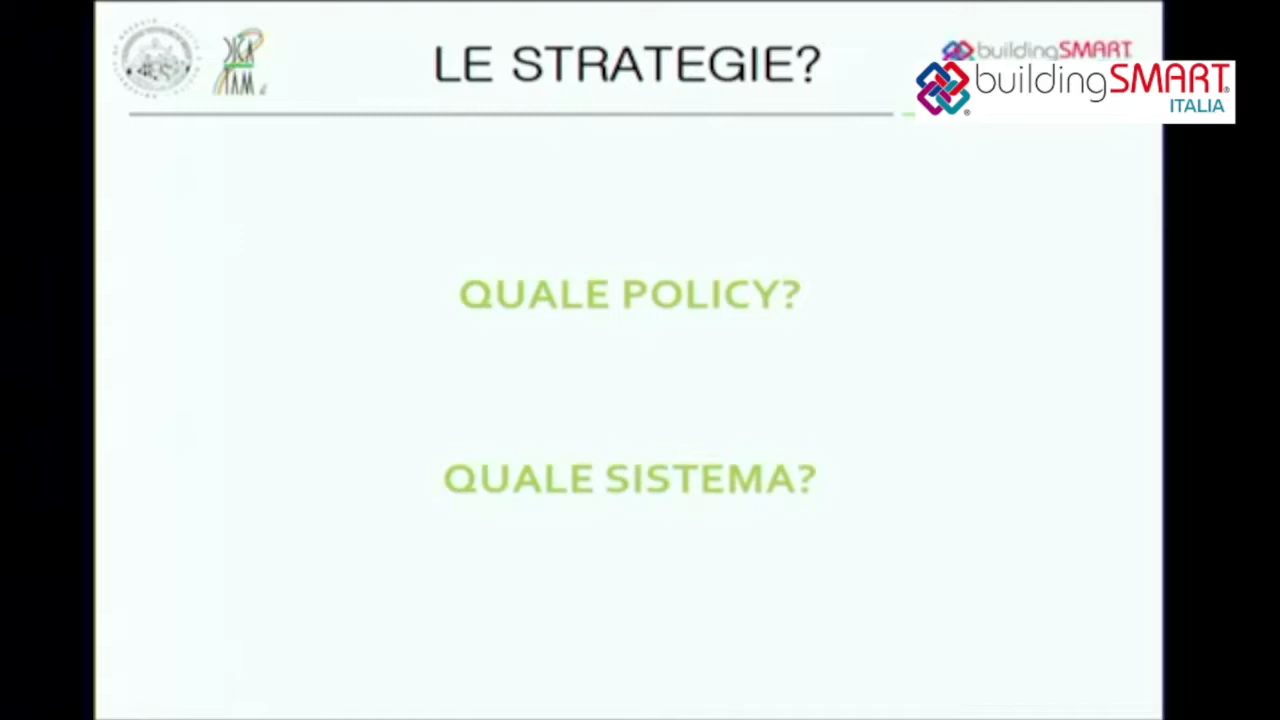 LE STRATEGIE?
buildingSMART
buildingSMART
ITALIA
QUALE POLICY?
QUALE SISTEMA?